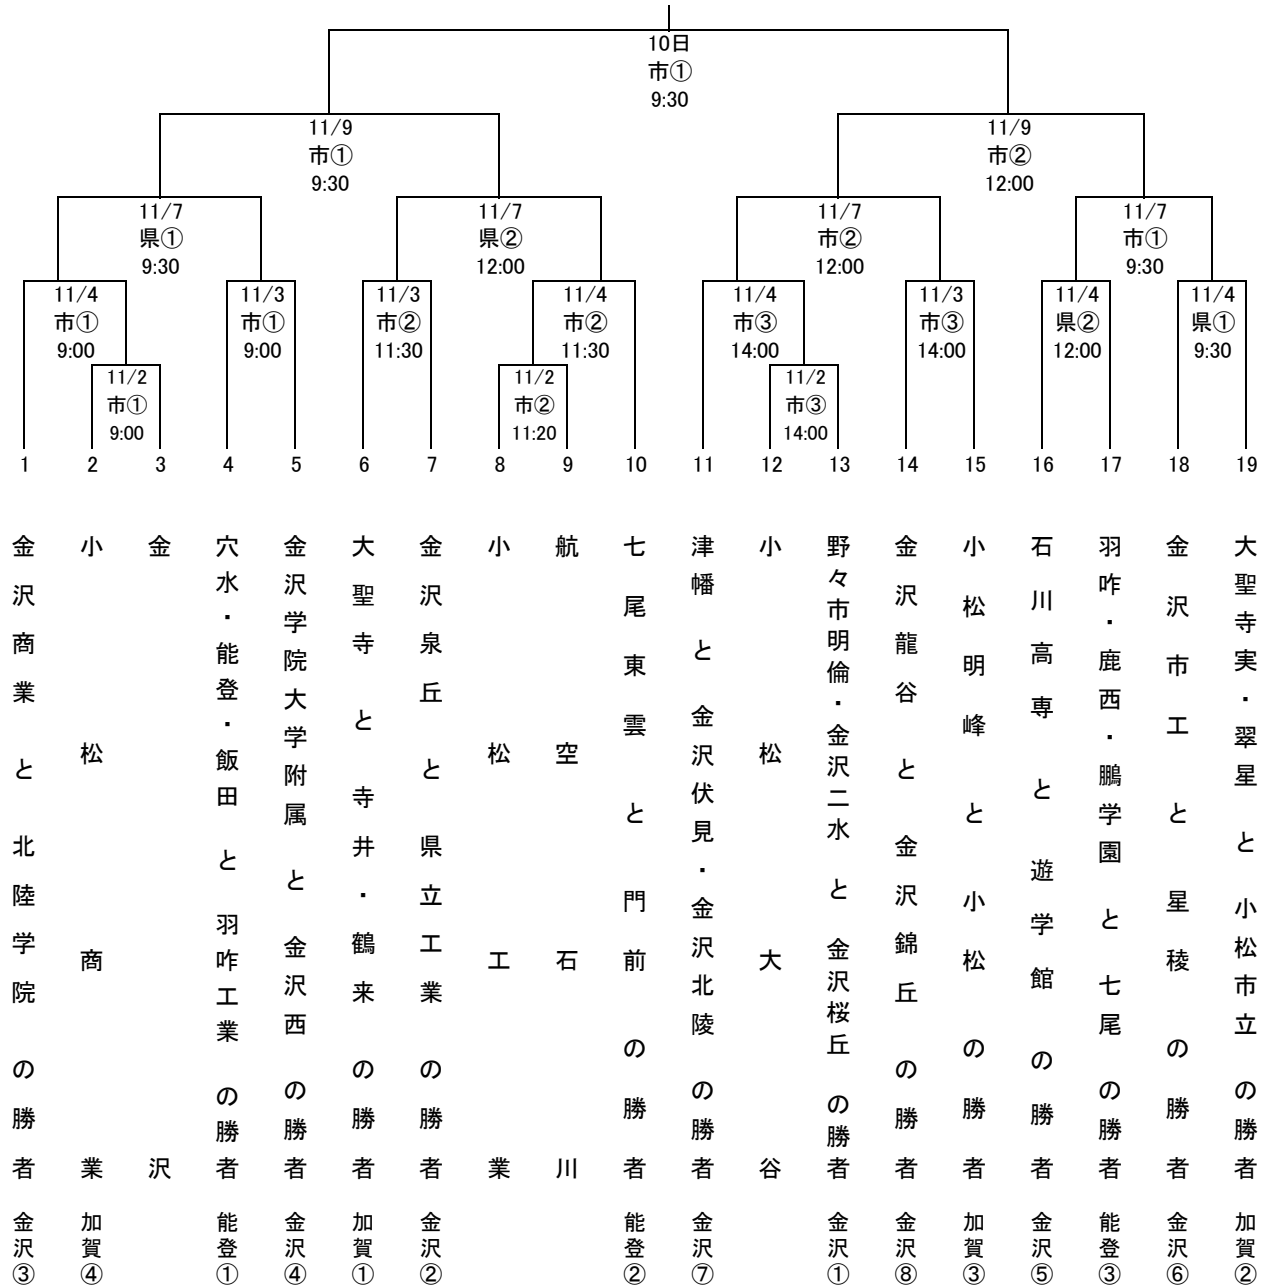 10日
市①
9:30
11/9
市①
9:30
11/9
市②
12:00
11/7
県①
9:30
11/7
県②
12:00
11/7
市②
12:00
11/7
市①
9:30
11/4
市①
9:00
11/3
市①
9:00
11/3
市②
11:30
11/4
市②
11:30
11/4
市③
14:00
11/3
市③
14:00
11/4
県②
12:00
11/4
県①
9:30
11/2
市①
9:00
11/2
市②
11:20
11/2
市③
14:00
1 2 3 4 5 6 7 8 9 10 11 12 13 14 15 16 17 18 19
金沢商業と北陸学院の勝者
小松商業
金沢
穴水・能登・飯田と羽咋工業の勝者
金沢学院大学附属と金沢西の勝者
大聖寺と寺井・鶴来の勝者
金沢泉丘と県立工業の勝者
小松工業
航空石川
七尾東雲と門前の勝者
津幡と金沢伏見・金沢北陵の勝者
小松大谷
野々市明倫・金沢二水と金沢桜丘の勝者
金沢龍谷と金沢錦丘の勝者
小松明峰と小松の勝者
石川高専と遊学館の勝者
羽咋・鹿西・鵬学園と七尾の勝者
金沢市工と星稜の勝者
大聖寺実・翠星と小松市立の勝者
金沢③
加賀④
能登①
金沢④
加賀①
金沢②
能登②
金沢⑦
金沢①
金沢⑧
加賀③
金沢⑤
能登③
金沢⑥
加賀②